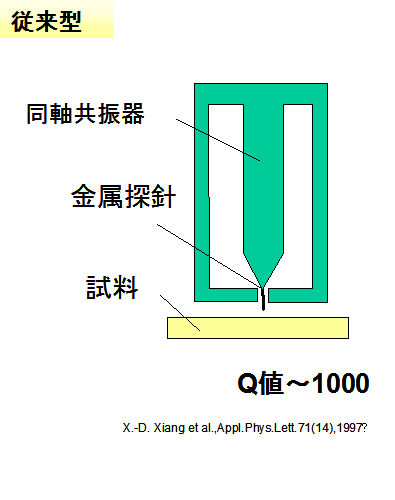 従来型
同軸共振器
金属探針
試料
Q値～1000
X.-D. Xiang et al.,Appl.Phys.Lett.71(14),1997?